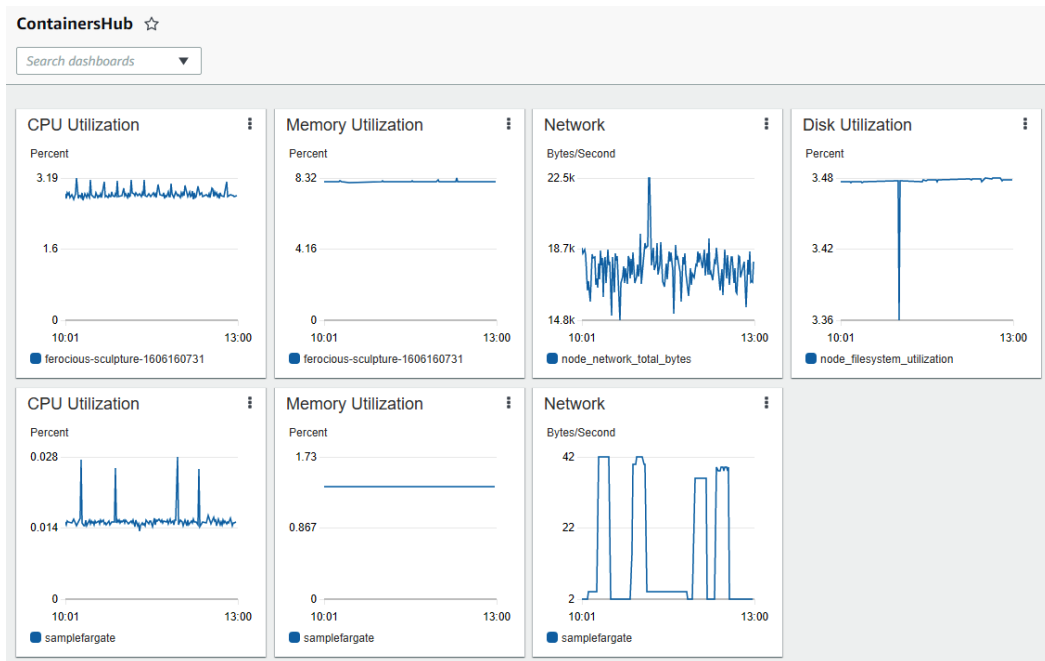 ContainersHub
Search dashboards
CPU Utilization
Percent
3.19
1.6
0
10:01 13:00
ferocious-sculpture-1606160731
Memory Utilization
Percent
8.32
4.16
0
10:01 13:00
ferocious-sculpture-1606160731
Network
Bytes/Second
22.5k
18.7k
14.8k
10:01 13:00
node_network_total_bytes
Disk Utilization
Percent
3.48
3.42
3.36
10:01 13:00
node_filesystem_utilization
CPU Utilization
Percent
0.028
0.014
0
10:01 13:00
samplefargate
Memory Utilization
Percent
1.73
0.867
0
10:01 13:00
samplefargate
Network
Bytes/Second
42
22
2
10:01 13:00
samplefargate